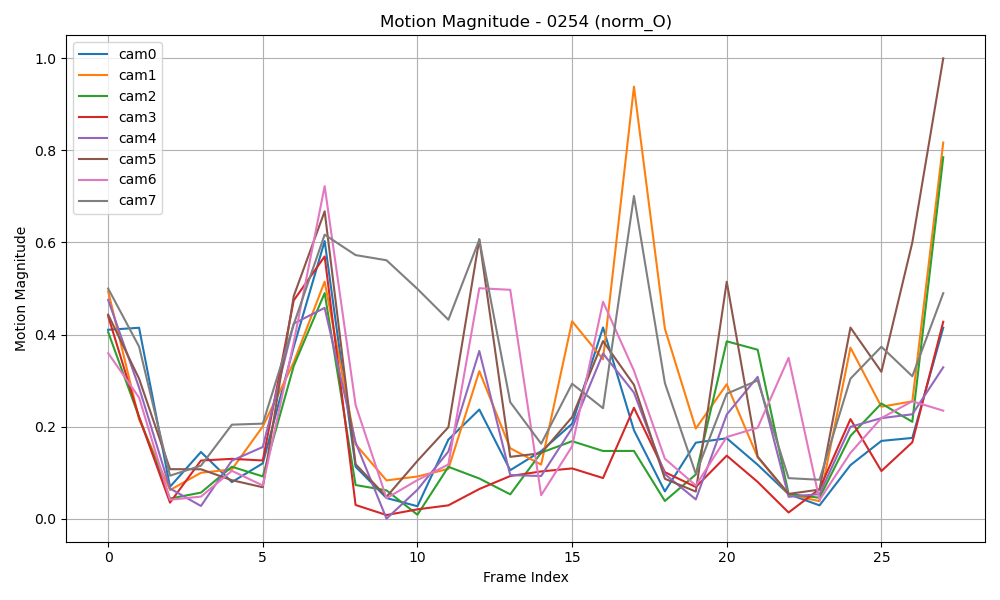 Motion Magnitude - 0254 (norm_O)
cam0
cam1
cam2
cam3
cam4
cam5
cam6
cam7
Motion Magnitude
1.0
0.8
0.6
0.4
0.2
0.0
0 5 10 15 20 25
Frame Index